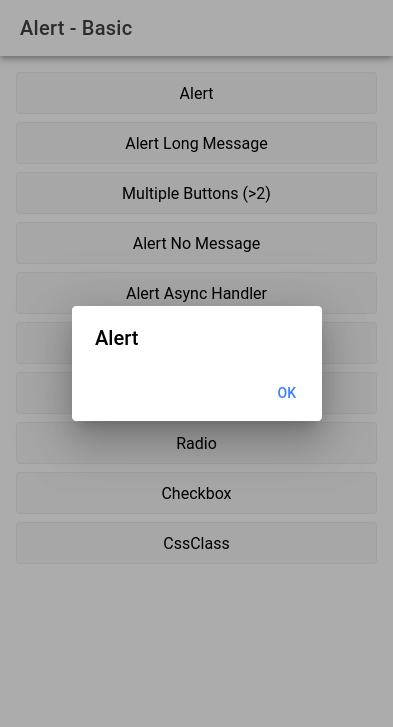 Alert - Basic
Alert
Alert Long Message
Multiple Buttons (>2)
Alert No Message
Alert Async Handler
Alert
OK
Radio
Checkbox
CssClass